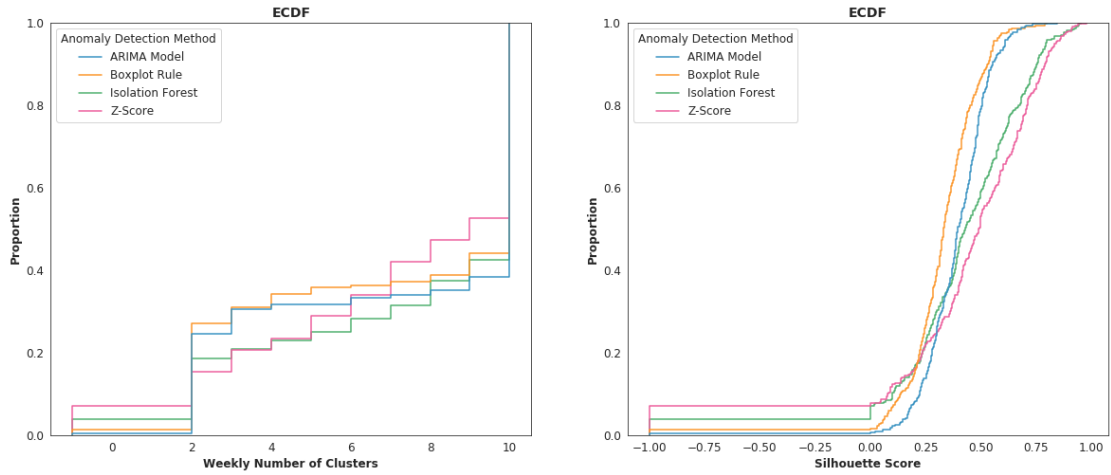 ECDF
Anomaly Detection Method
ARIMA Model
Boxplot Rule
Isolation Forest
Z-Score
1.0
0.8
0.6
0.4
0.2
0.0
Proportion
0
2
4
6
8
10
Weekly Number of Clusters
ECDF
Anomaly Detection Method
ARIMA Model
Boxplot Rule
Isolation Forest
Z-Score
1.0
0.8
0.6
0.4
0.2
0.0
Proportion
−1.00
−0.75
−0.50
−0.25
0.00
0.25
0.50
0.75
1.00
Silhouette Score